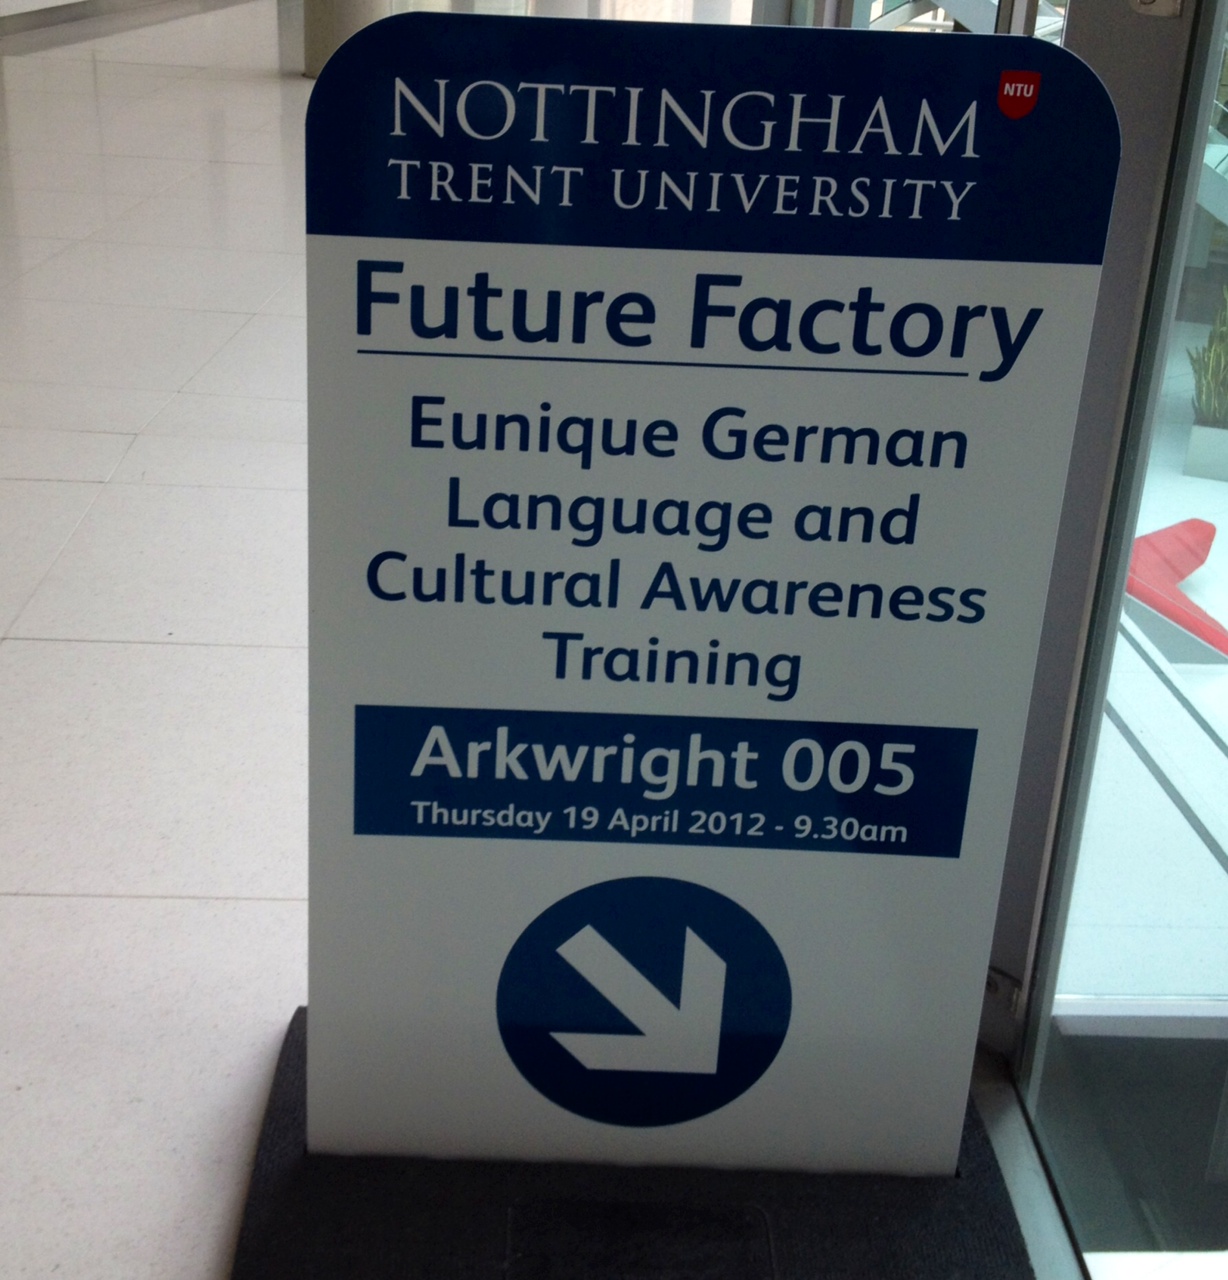 NOTTINGHAM
NTU
TRENT UNIVERSITY
Future Factory
Eunique German
Language and
Cultural Awareness
Training
Arkwright 005
Thursday 19 April 2012 - 9.30am